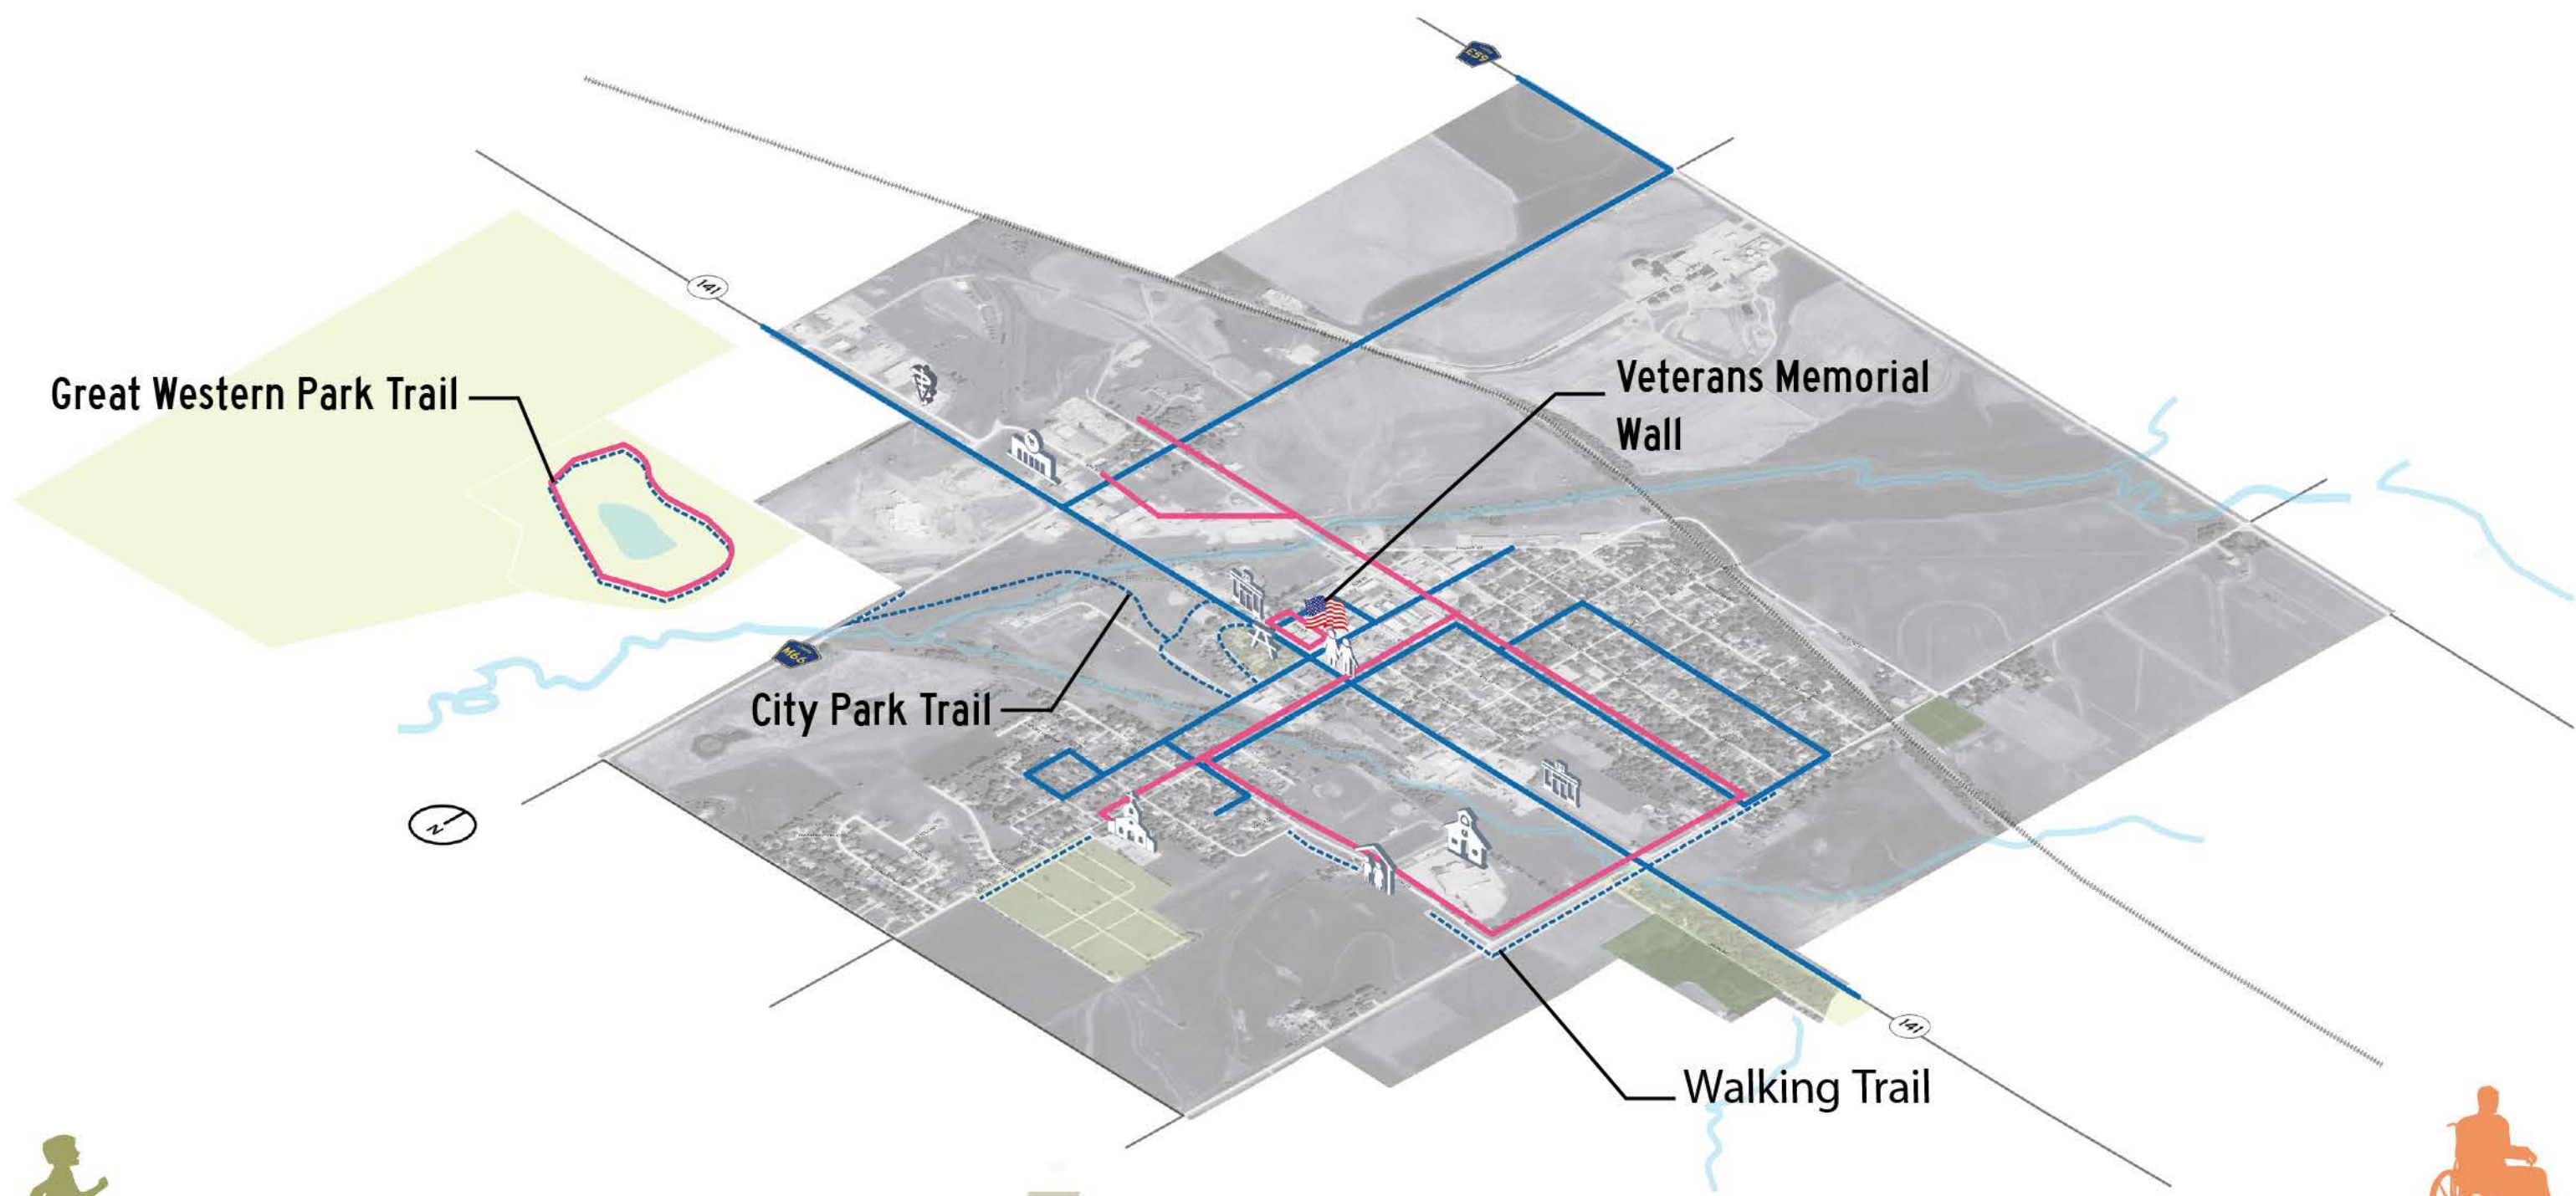 E59
141
Great Western Park Trail
Veterans Memorial
Wall
M66
City Park Trail
N
141
Walking Trail